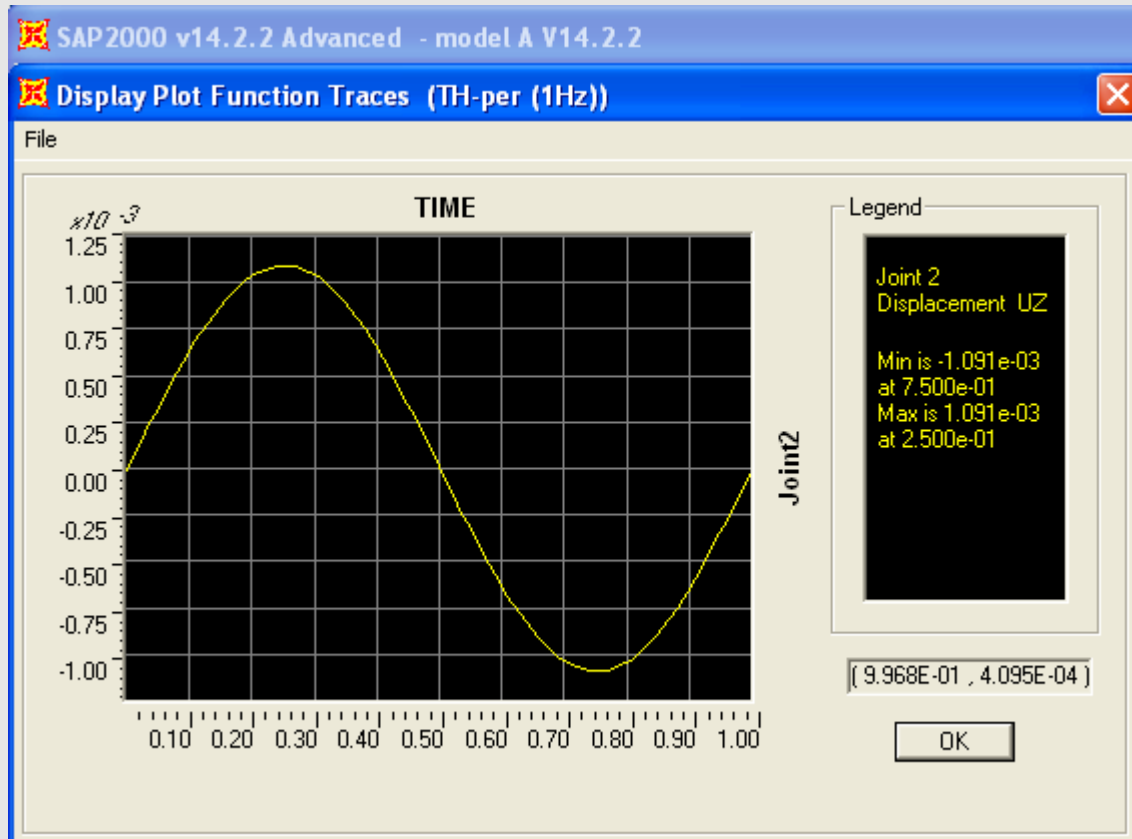 SAP2000 v14.2.2 Advanced - model A V14.2.2
Display Plot Function Traces (TH-per (1Hz))
File
x10 -3
TIME
1.25
1.00
0.75
0.50
0.25
0.00
-0.25
-0.50
-0.75
-1.00
0.10 0.20 0.30 0.40 0.50 0.60 0.70 0.80 0.90 1.00
Joint2
Legend
Joint 2
Displacement UZ
Min is -1.091e-03
at 7.500e-01
Max is 1.091e-03
at 2.500e-01
( 9.968E-01 , 4.095E-04 )
OK